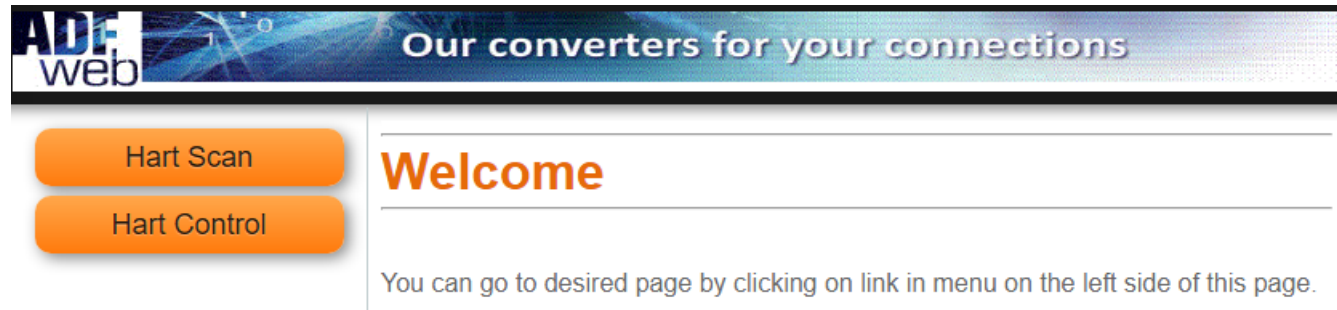 ADF
web
Our converters for your connections
Hart Scan
Hart Control
Welcome
You can go to desired page by clicking on link in menu on the left side of this page.